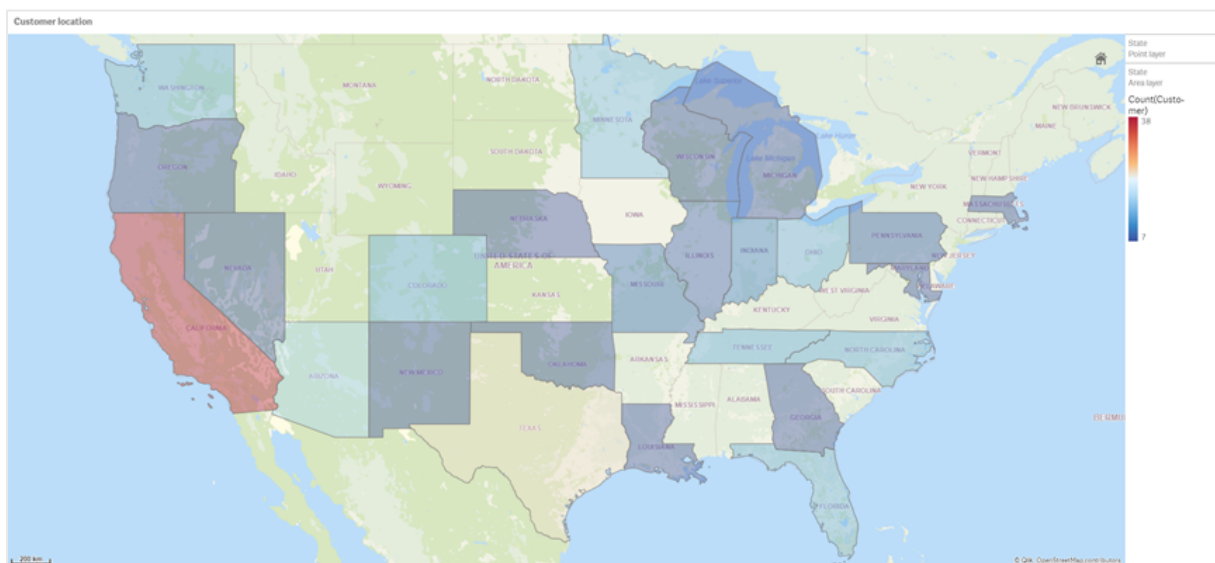 Customer location
State
Point layer
State
Area layer
Count(Custo-
mer)
38
7
WASHINGTON
MONTANA
NORTH DAKOTA
MINNESOTA
Lake Superior
NEW BRUNSWICK
MAINE
OREGON
IDAHO
SOUTH DAKOTA
WISCONSIN
Lake Michigan
MICHIGAN
Lake Huron
VERMONT
NEW HAMPSHIRE
NEW YORK
MASSACHUSETTS
CONNECTICUT
WYOMING
IOWA
NEBRASKA
PENNSYLVANIA
NEW JERSEY
NEVADA
UTAH
UNITED STATES OF
AMERICA
ILLINOIS
INDIANA
OHIO
MARYLAND
DELAWARE
COLORADO
KANSAS
MISSOURI
WEST VIRGINIA
KENTUCKY
VIRGINIA
CALIFORNIA
ARIZONA
NEW MEXICO
OKLAHOMA
ARKANSAS
TENNESSEE
NORTH CAROLINA
SOUTH CAROLINA
MISSISSIPPI
ALABAMA
GEORGIA
BERMU
TEXAS
LOUISIANA
FLORIDA
200 km
© Qlik, OpenStreetMap contributors